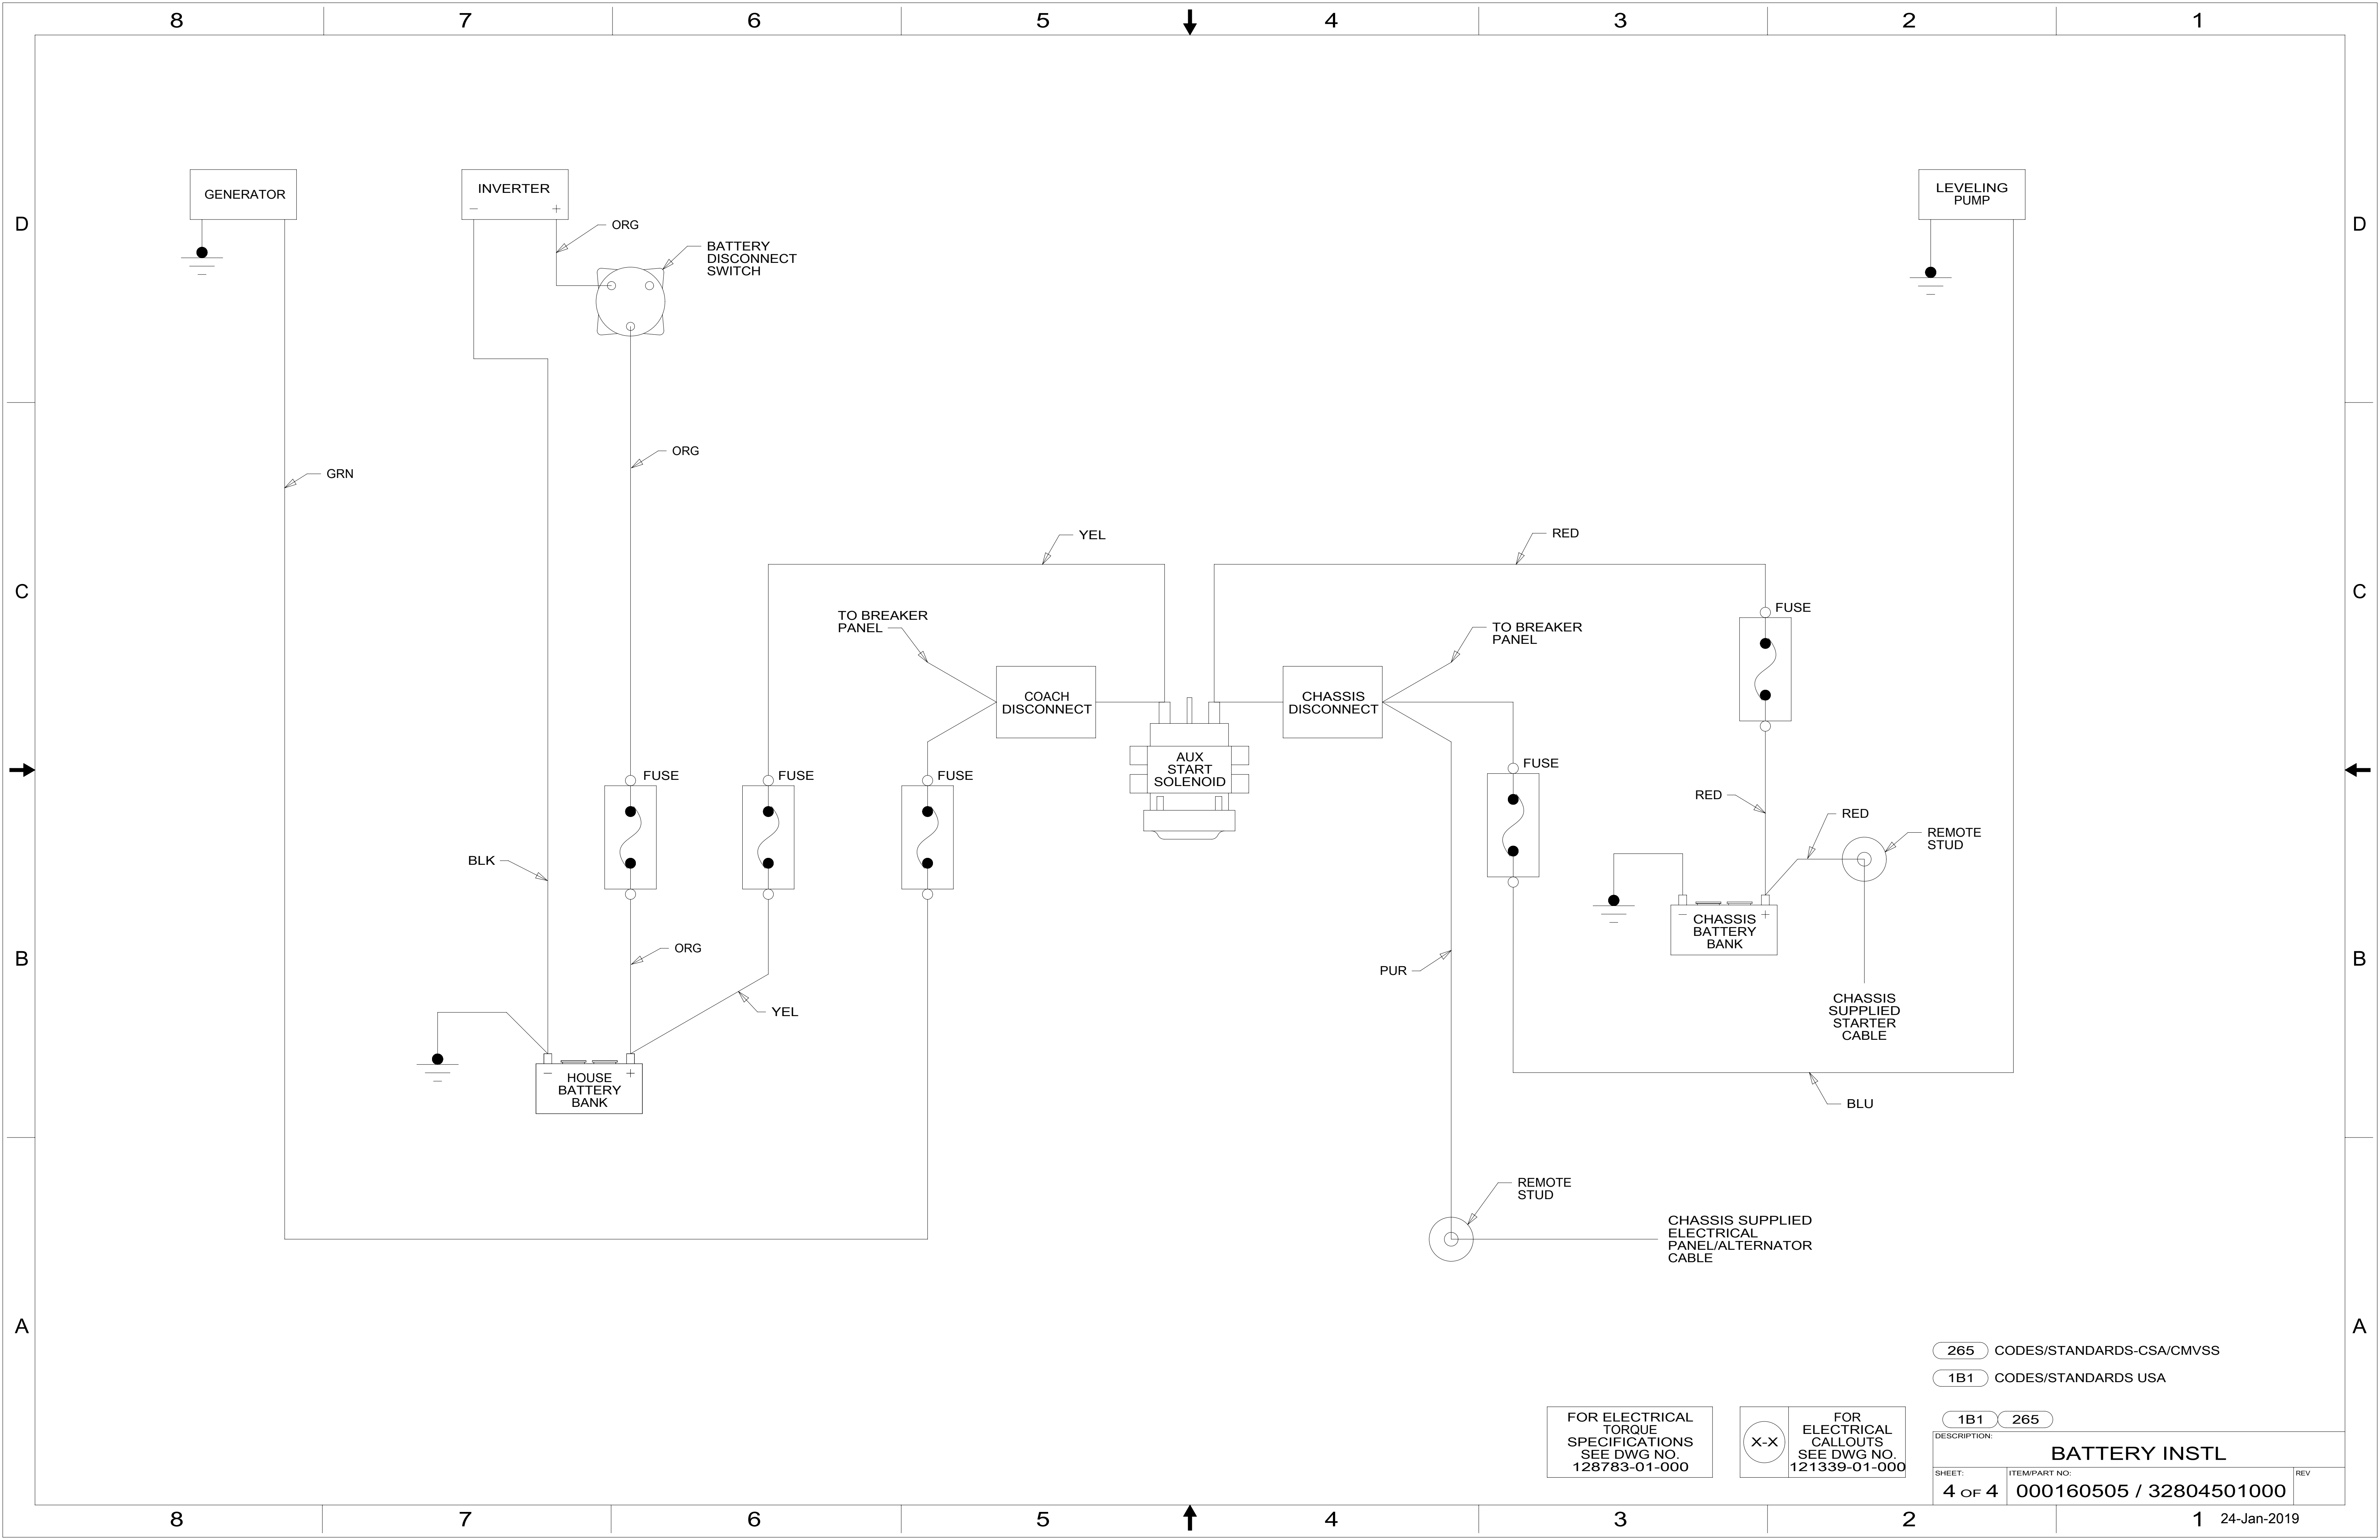 8 7 6 5 4 3 2 1
D D
GENERATOR
INVERTER
− +
ORG
BATTERY
DISCONNECT
SWITCH
LEVELING
PUMP
ORG
GRN
YEL
RED
C C
TO BREAKER
PANEL
TO BREAKER
PANEL
FUSE
COACH
DISCONNECT
CHASSIS
DISCONNECT
AUX
START
SOLENOID
FUSE
FUSE
FUSE
FUSE
RED
RED
REMOTE
STUD
BLK
− +
CHASSIS
BATTERY
BANK
ORG
B B
PUR
YEL
CHASSIS
SUPPLIED
STARTER
CABLE
− +
HOUSE
BATTERY
BANK
BLU
REMOTE
STUD
CHASSIS SUPPLIED
ELECTRICAL
PANEL/ALTERNATOR
CABLE
A A
265 CODES/STANDARDS-CSA/CMVSS
1B1 CODES/STANDARDS USA
FOR ELECTRICAL
TORQUE
SPECIFICATIONS
SEE DWG NO.
128783-01-000
X-X
FOR
ELECTRICAL
CALLOUTS
SEE DWG NO.
121339-01-000
1B1 265
DESCRIPTION:
BATTERY INSTL
SHEET:
4 OF 4
ITEM/PART NO:
000160505 / 32804501000
REV
8 7 6 5 4 3 2 1
24-Jan-2019